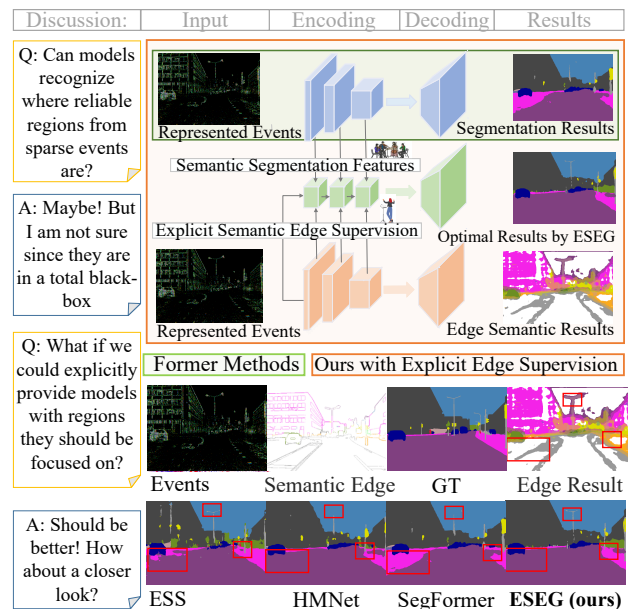 Discussion: Input Encoding Decoding Results
Q: Can models
recognize
where reliable
regions from
sparse events
are?
A: Maybe! But
I am not sure
since they are
in a total black-
box
Q: What if we
could explicitly
provide models
with regions
they should be
focused on?
A: Should be
better! How
about a closer
look?
Represented Events
Segmentation Results
Semantic Segmentation Features
Explicit Semantic Edge Supervision
Optimal Results by ESEG
Represented Events
Edge Semantic Results
Former Methods
Ours with Explicit Edge Supervision
Events Semantic Edge GT Edge Result
ESS HMNet SegFormer ESEG (ours)